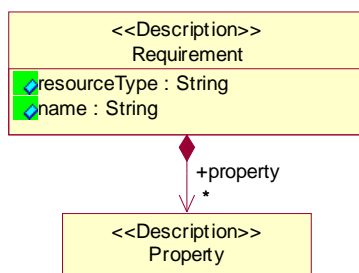 <<Description>>
Requirement
resourceType : String
name : String
+property
*
<<Description>>
Property